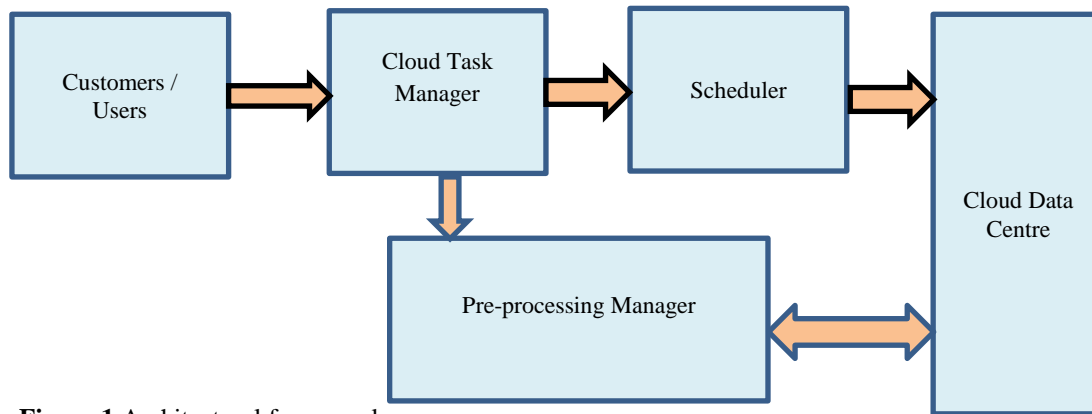 Customers /
Users
Cloud Task
Manager
Scheduler
Cloud Data
Centre
Pre-processing Manager